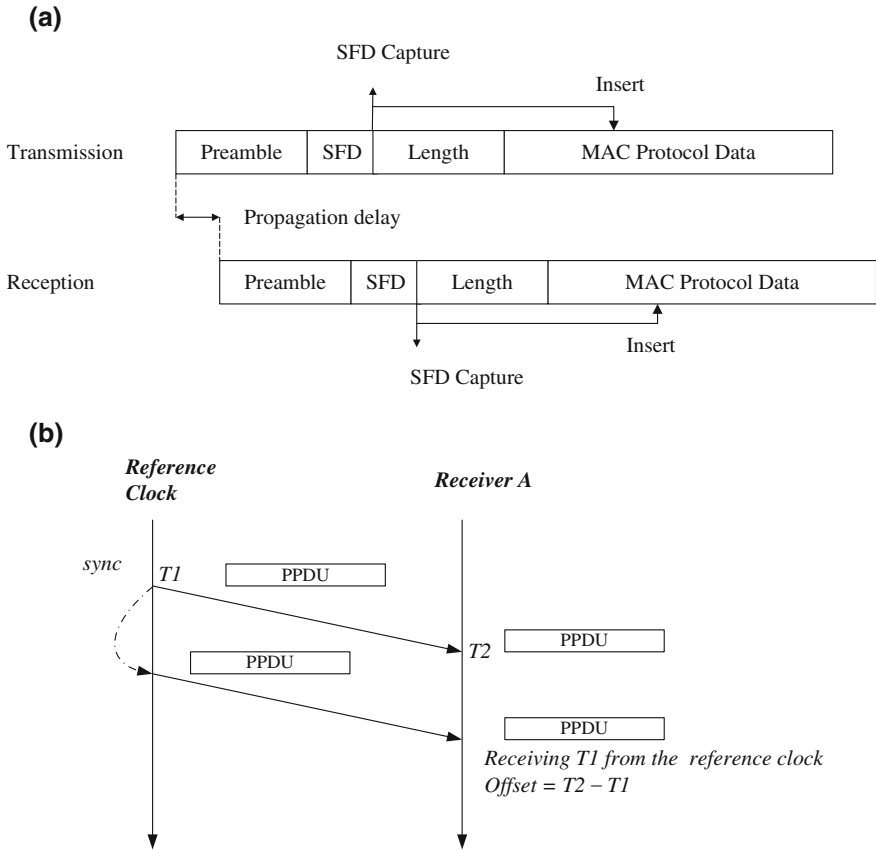 (a)
SFD Capture
Insert
Transmission
Preamble
SFD
Length
MAC Protocol Data
Propagation delay
Reception
Preamble
SFD
Length
MAC Protocol Data
Insert
SFD Capture
(b)
Reference
Clock
Receiver A
sync
T1
PPDU
PPDU
T2
PPDU
PPDU
Receiving T1 from the reference clock
Offset = T2 – T1